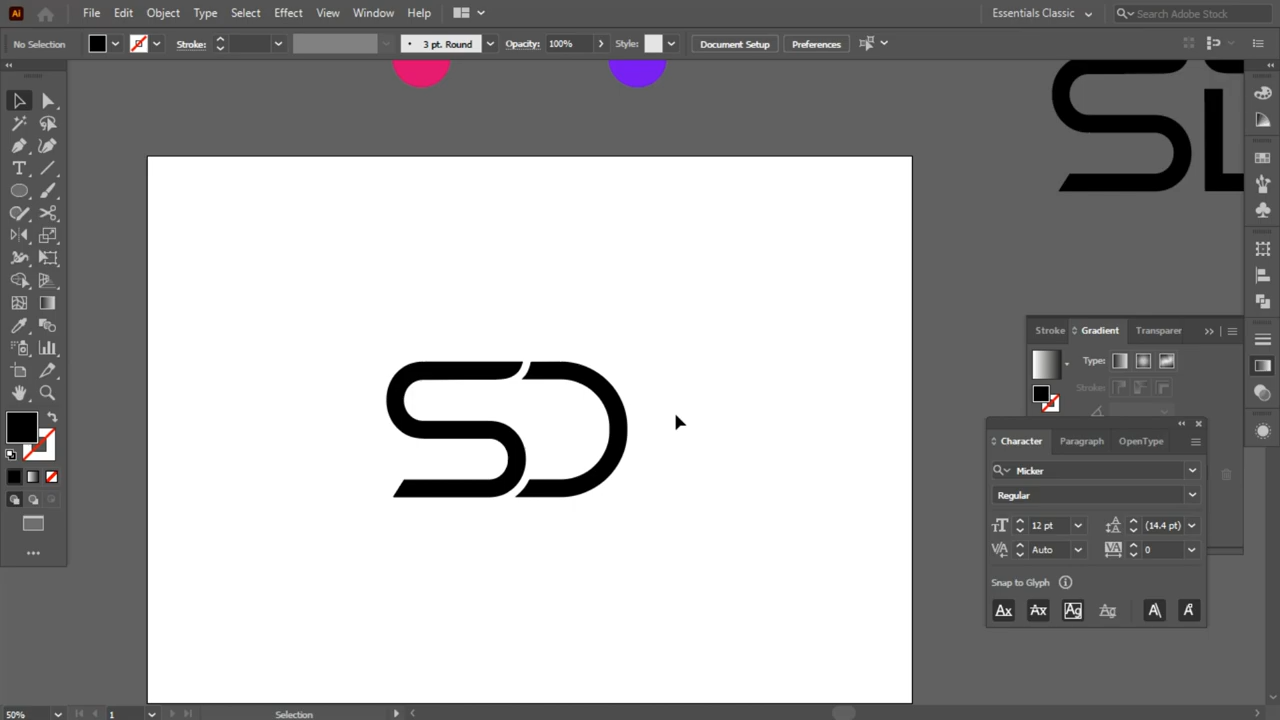 Ai File Edit Object Type Select Effect View Window Help Essentials Classic Search Adobe Stock
No Selection Stroke: 3 pt. Round Opacity: 100% Style: Document Setup Preferences
SD
Stroke Gradient Transparer
Type:
Stroke:
Character Paragraph OpenType
Micker
Regular
12 pt (14.4 pt)
Auto 0
Snap to Glyph
50% 1 Selection